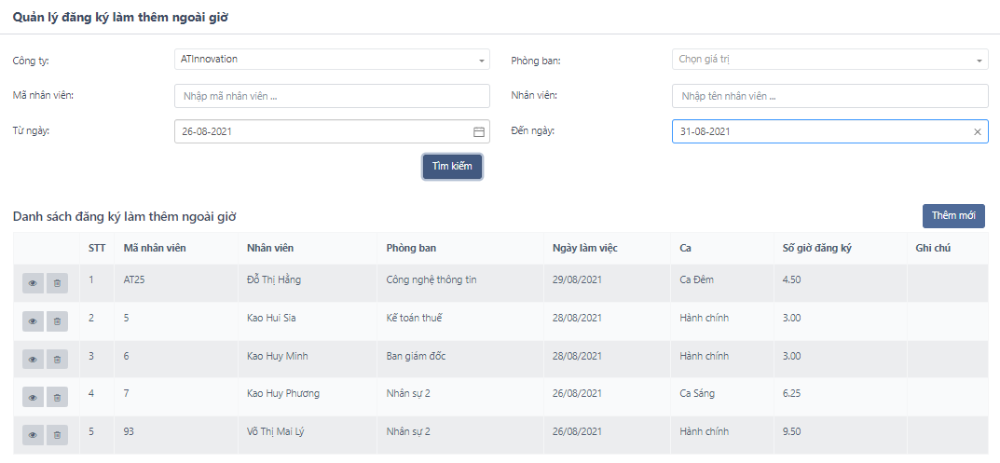 Quản lý đăng ký làm thêm ngoài giờ
Công ty: ATInnovation Phòng ban: Chọn giá trị
Mã nhân viên: Nhập mã nhân viên ... Nhân viên: Nhập tên nhân viên ...
Từ ngày: 26-08-2021 Đến ngày: 31-08-2021
Tìm kiếm
Danh sách đăng ký làm thêm ngoài giờ Thêm mới
STT Mã nhân viên Nhân viên Phòng ban Ngày làm việc Ca Số giờ đăng ký Ghi chú
1 AT25 Đỗ Thị Hằng Công nghệ thông tin 29/08/2021 Ca Đêm 4.50
2 5 Kao Hui Sia Kế toán thuế 28/08/2021 Hành chính 3.00
3 6 Kao Huy Minh Ban giám đốc 28/08/2021 Hành chính 3.00
4 7 Kao Huy Phương Nhân sự 2 26/08/2021 Ca Sáng 6.25
5 93 Võ Thị Mai Lý Nhân sự 2 26/08/2021 Hành chính 9.50